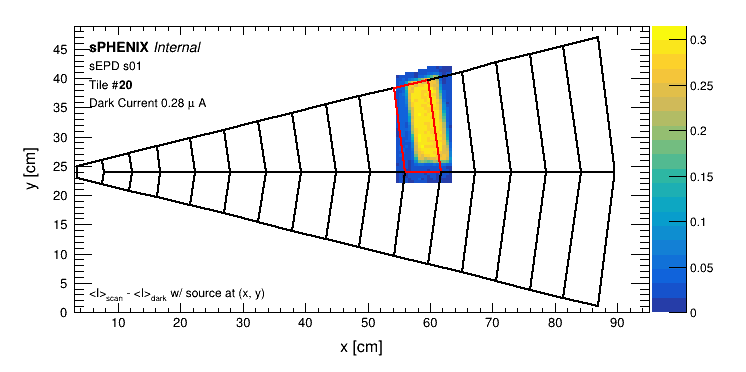 sPHENIX Internal
sEPD s01
Tile #20
Dark Current 0.28 μ A
<I>scan - <I>dark w/ source at (x, y)
y [cm]
45
40
35
30
25
20
15
10
5
0
10 20 30 40 50 60 70 80 90
x [cm]
0.3
0.25
0.2
0.15
0.1
0.05
0